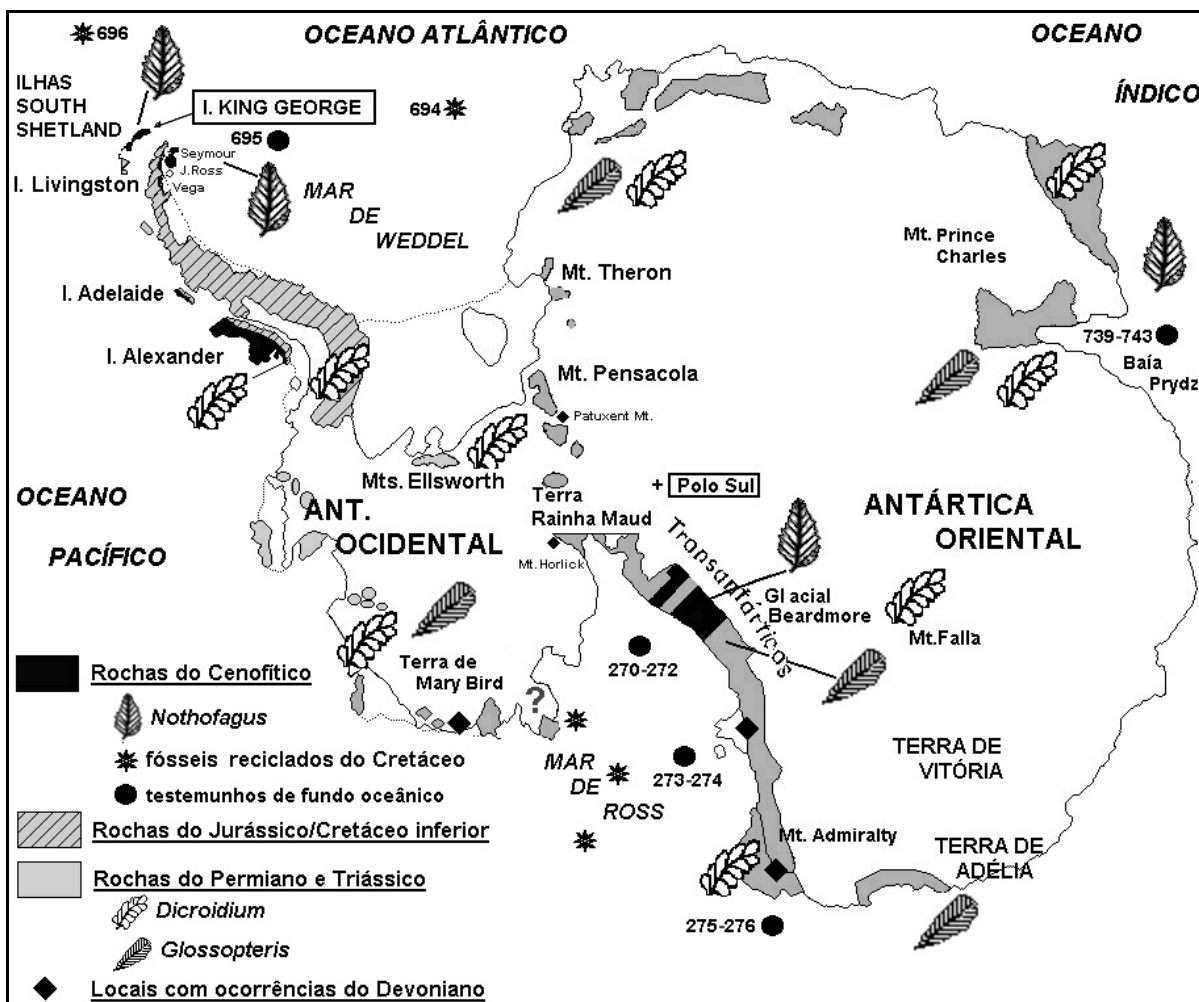 696
OCEANO ATLÂNTICO
OCEANO
ÍNDICO
ILHAS
SOUTH
SHETLAND
I. KING GEORGE
694
695
Seymour
J.Ross
Vega
I. Livingston
MAR
DE
WEDDEL
Mt. Prince
Charles
Mt. Theron
I. Adelaide
I. Alexander
739-743
Baía
Prydz
Mt. Pensacola
Patuxent Mt.
Mts. Ellsworth
OCEANO
PACÍFICO
ANT.
OCIDENTAL
Terra
Rainha Maud
+ Polo Sul
ANTÁRTICA
ORIENTAL
Mt. Horlick
Transantárticos
Gl acial
Beardmore
Mt.Falla
270-272
Terra de
Mary Bird
?
MAR
DE
ROSS
273-274
TERRA DE
VITÓRIA
Mt. Admiralty
TERRA DE
ADÉLIA
275-276
Rochas do Cenofítico
Nothofagus
fósseis reciclados do Cretáceo
testemunhos de fundo oceânico
Rochas do Jurássico/Cretáceo inferior
Rochas do Permiano e Triássico
Dicroidium
Glossopteris
Locais com ocorrências do Devoniano